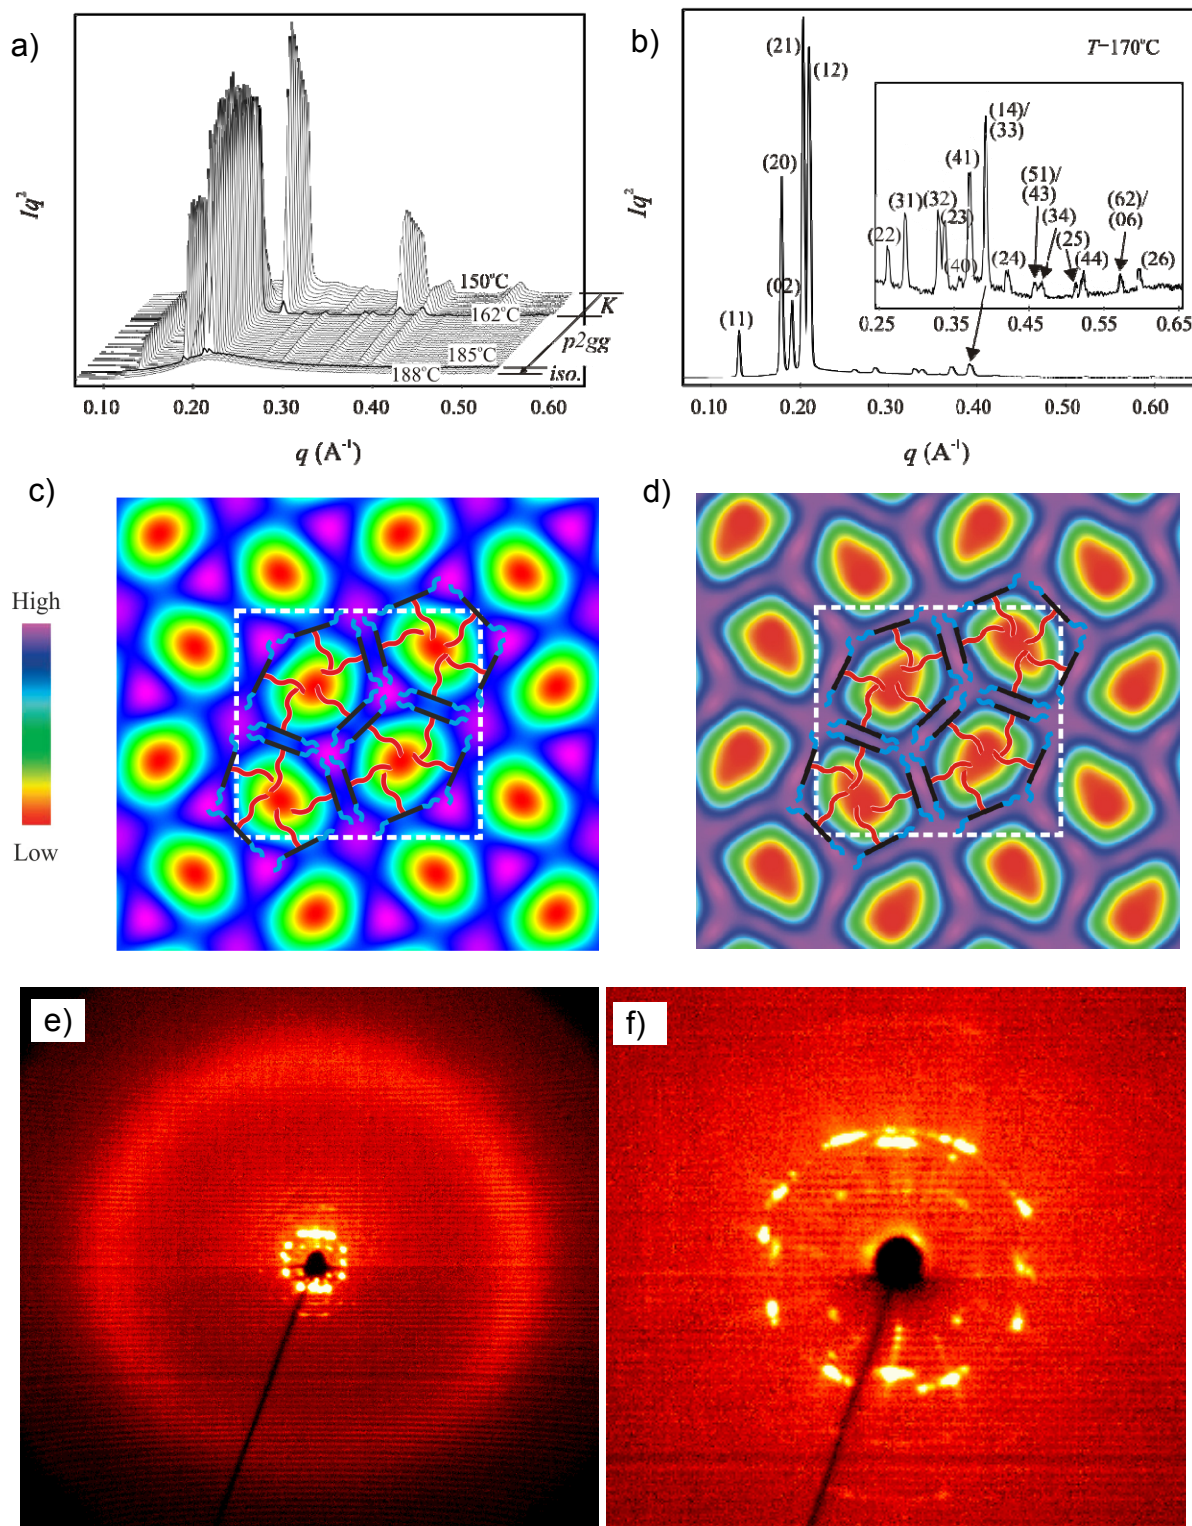 a)
Iq²
150°C
162°C
185°C
188°C
K
p2gg
iso.
0.10
0.20
0.30
0.40
0.50
0.60
q (A⁻¹)
b)
T=170°C
Iq²
(11)
(20)
(02)
(21)
(12)
(22)
(31)
(32)
(23)
(40)
(41)
(14)/
(33)
(24)
(51)/
(43)
(34)
(25)
(44)
(62)/
(06)
(26)
0.25
0.35
0.45
0.55
0.65
0.10
0.20
0.30
0.40
0.50
0.60
q (A⁻¹)
c)
High
Low
d)
e)
f)